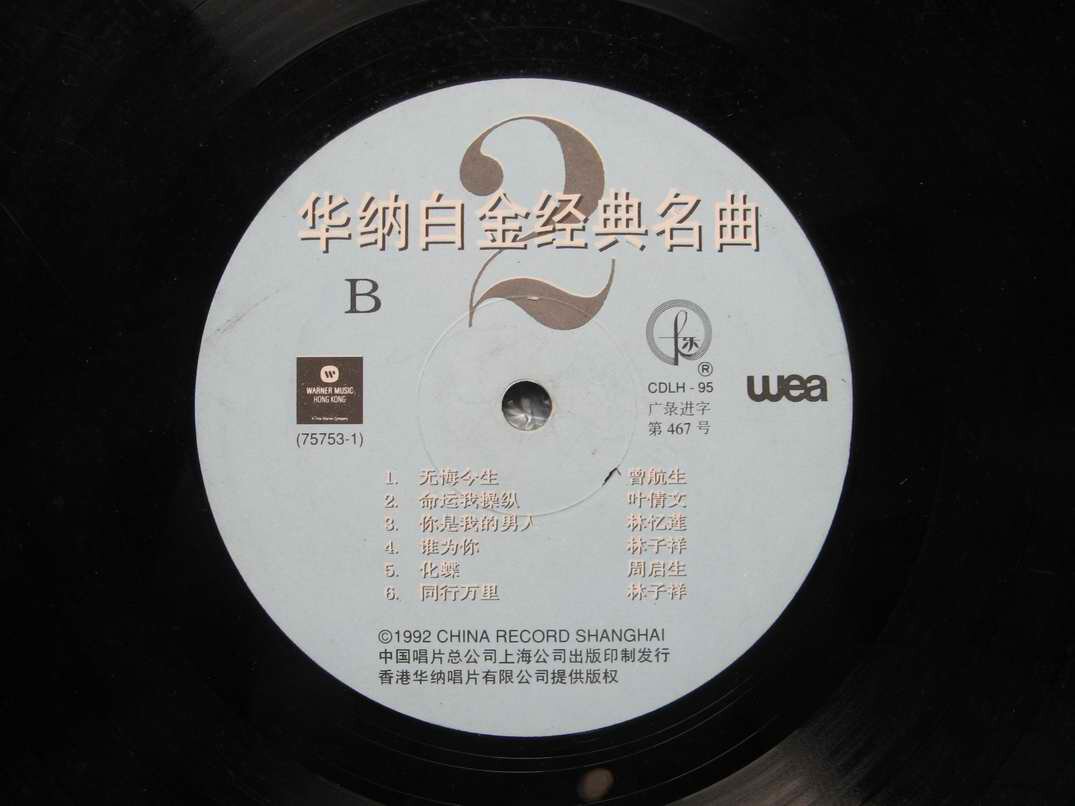 2
华纳白金经典名曲
B
WARNER MUSIC
HONG KONG
A Time Warner Company
(75753-1)
乐
®
CDLH - 95
广录进字
第 467 号
wea
1. 无悔今生 曾航生
2. 命运我操纵 叶倩文
3. 你是我的男人 林忆莲
4. 谁为你 林子祥
5. 化蝶 周启生
6. 同行万里 林子祥
©1992 CHINA RECORD SHANGHAI
中国唱片总公司上海公司出版印制发行
香港华纳唱片有限公司提供版权